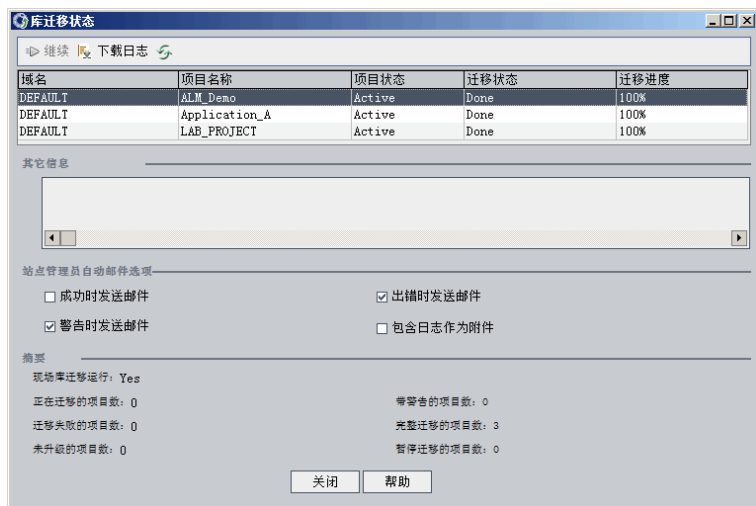 库迁移状态
继续 下载日志
域名 项目名称 项目状态 迁移状态 迁移进度
DEFAULT ALM_Demo Active Done 100%
DEFAULT Application_A Active Done 100%
DEFAULT LAB_PROJECT Active Done 100%
其它信息
站点管理员自动邮件选项
成功时发送邮件 出错时发送邮件
警告时发送邮件 包含日志作为附件
摘要
现场库迁移运行: Yes
正在迁移的项目数: 0 带警告的项目数: 0
迁移失败的项目数: 0 完整迁移的项目数: 3
未升级的项目数: 0 暂停迁移的项目数: 0
关闭 帮助